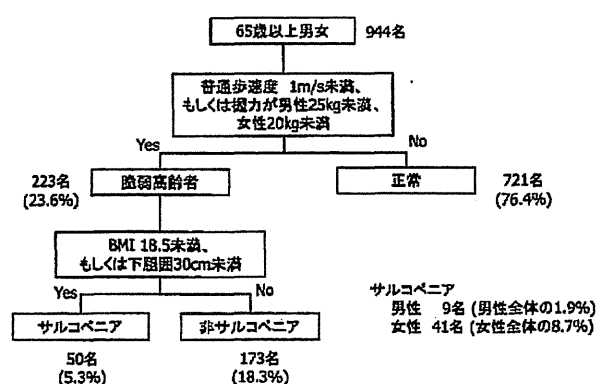 65歳以上男女 944名
普通歩速度 1m/s未満、
もしくは握力が男性25kg未満、
女性20kg未満
Yes No
223名
(23.6%)
脆弱高齢者
正常
721名
(76.4%)
BMI 18.5未満、
もしくは下腿囲30cm未満
Yes No
サルコペニア
非サルコペニア
50名
(5.3%)
173名
(18.3%)
サルコペニア
男性 9名 (男性全体の1.9%)
女性 41名 (女性全体の8.7%)